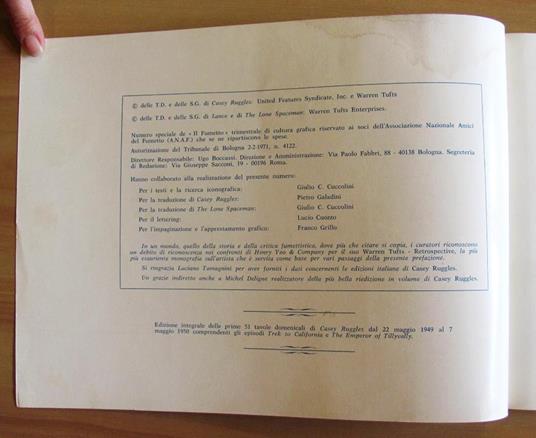 © delle T.D. e delle S.G. di Casey Ruggles: United Features Syndicate, Inc. e Warren Tufts
© delle T.D. e delle S.G. di Lance e di The Lone Spaceman: Warren Tufts Enterprises.
Numero speciale de « Il Fumetto » trimestrale di cultura grafica riservato ai soci dell'Associazione Nazionale Amici
del Fumetto (A.N.A.F.) che se ne ripartiscono le spese.
Autorizzazione del Tribunale di Bologna 2-2-1971, n. 4122.
Direttore Responsabile: Ugo Boccassi. Direzione e Amministrazione: Via Paolo Fabbri, 88 - 40138 Bologna. Segreteria
di Redazione: Via Giuseppe Sacconi, 19 - 00196 Roma.
Hanno collaborato alla realizzazione del presente numero:
Per i testi e la ricerca iconografica: Giulio C. Cuccolini
Per la traduzione di Casey Ruggles: Pietro Galudini
Per la traduzione di The Lone Spaceman: Giulio C. Cuccolini
Per il lettering: Lucio Cuozzo
Per l'impaginazione e l'apprestamento grafico: Franco Grillo
In un mondo, quello della storia e della critica fumettistica, dove più che citare si copia, i curatori riconoscono
un debito di riconoscenza nei confronti di Henry Yeo & Company per il suo Warren Tufts - Retrospective, la più
più esauriente monografia sull'artista che è servita come base per vari passaggi della presente prefazione.
Si ringrazia Luciano Tamagnini per aver forniti i dati concernenti le edizioni italiane di Casey Ruggles.
Un grazie indiretto anche a Michel Deligne realizzatore della più bella riedizione in volume di Casey Ruggles.
Edizione integrale delle prime 51 tavole domenicali di Casey Ruggles dal 22 maggio 1949 al 7
maggio 1950 comprendenti gli episodi Trek to California e The Emperor of Tillyvally.